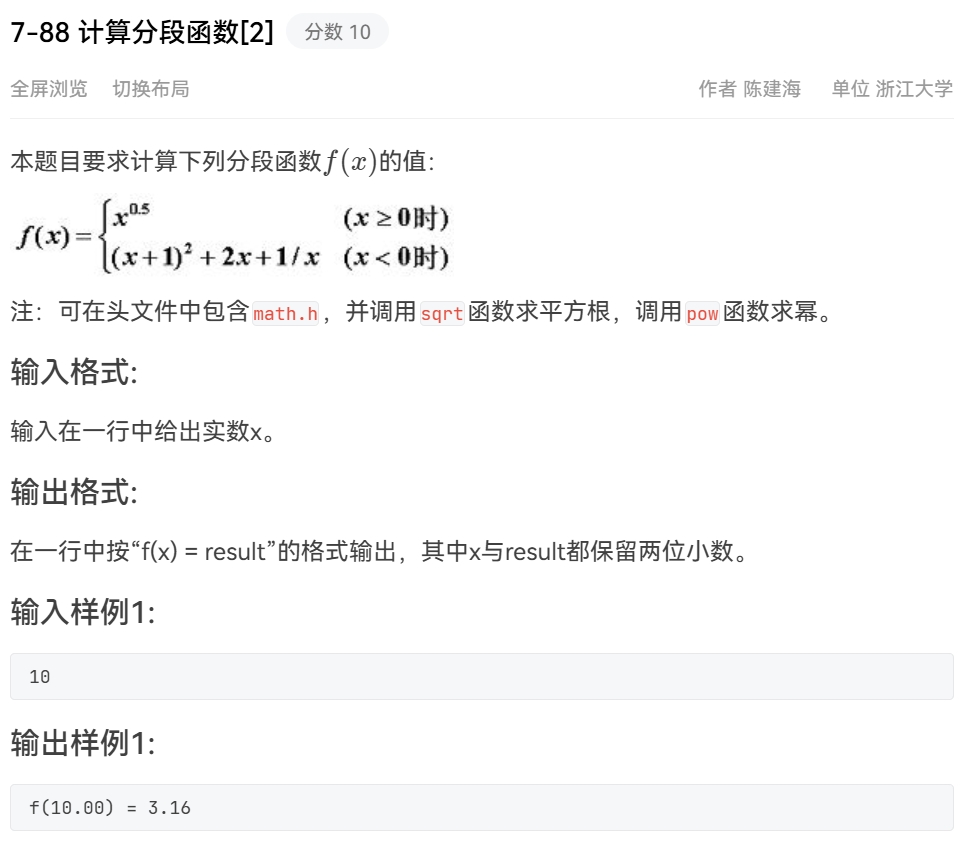 7-88 计算分段函数[2] 分数 10
全屏浏览 切换布局 作者 陈建海 单位 浙江大学
本题目要求计算下列分段函数f(x)的值：
f(x) = { x^0.5 (x ≥ 0时)
(x+1)^2 + 2x + 1/x (x < 0时)
注：可在头文件中包含math.h，并调用sqrt函数求平方根，调用pow函数求幂。
输入格式:
输入在一行中给出实数x。
输出格式:
在一行中按“f(x) = result”的格式输出，其中x与result都保留两位小数。
输入样例1:
10
输出样例1:
f(10.00) = 3.16